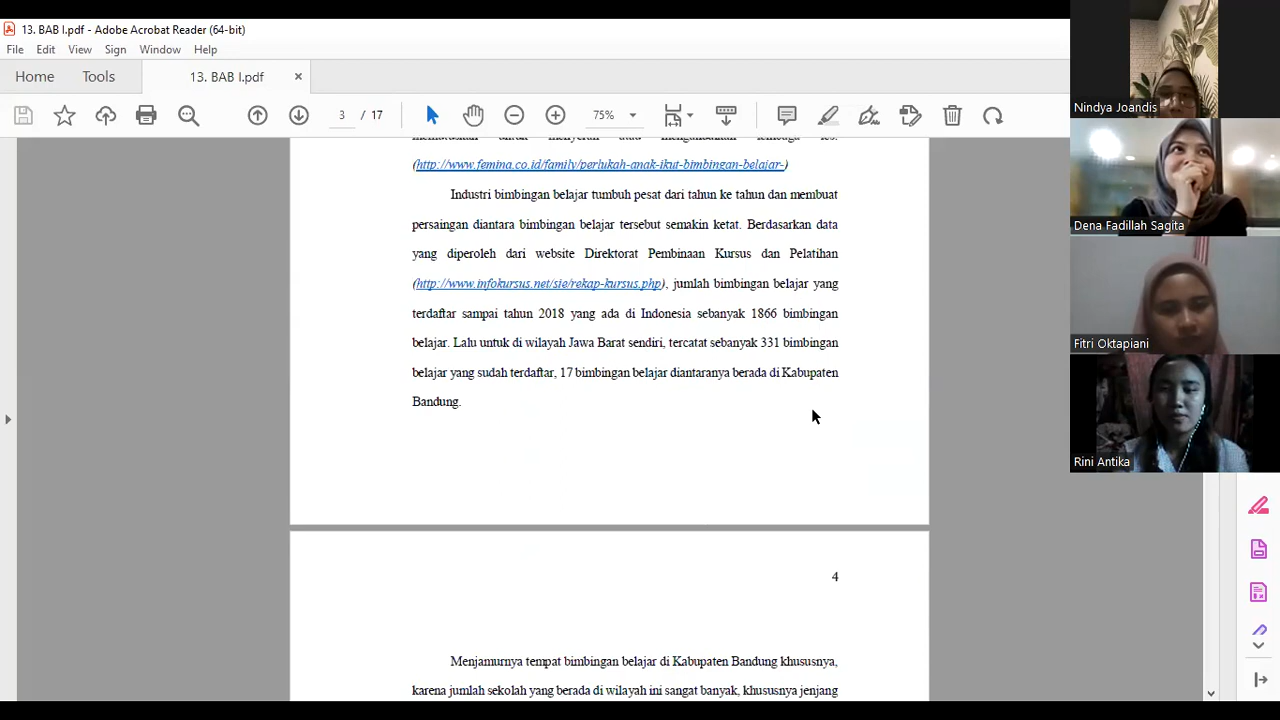 13. BAB I.pdf - Adobe Acrobat Reader (64-bit)
File Edit View Sign Window Help
Home Tools 13. BAB I.pdf ×
3 / 17 75%
memutuskan untuk menyeran atau mengandalkan lembaga les.
(http://www.femina.co.id/family/perlukah-anak-ikut-bimbingan-belajar-)
Industri bimbingan belajar tumbuh pesat dari tahun ke tahun dan membuat
persaingan diantara bimbingan belajar tersebut semakin ketat. Berdasarkan data
yang diperoleh dari website Direktorat Pembinaan Kursus dan Pelatihan
(http://www.infokursus.net/sie/rekap-kursus.php), jumlah bimbingan belajar yang
terdaftar sampai tahun 2018 yang ada di Indonesia sebanyak 1866 bimbingan
belajar. Lalu untuk di wilayah Jawa Barat sendiri, tercatat sebanyak 331 bimbingan
belajar yang sudah terdaftar, 17 bimbingan belajar diantaranya berada di Kabupaten
Bandung.
4
Menjamurnya tempat bimbingan belajar di Kabupaten Bandung khususnya,
karena jumlah sekolah yang berada di wilayah ini sangat banyak, khususnya jenjang
Nindya Joandis
Dena Fadillah Sagita
Fitri Oktapiani
Rini Antika